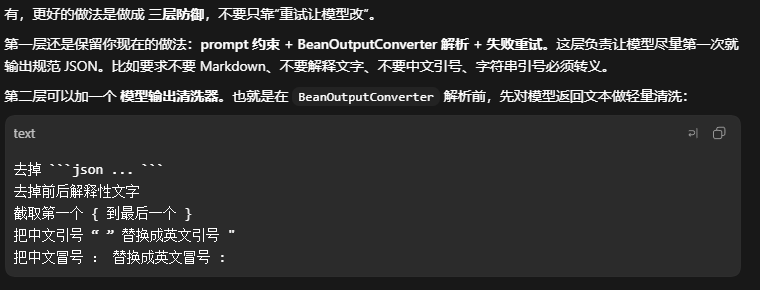 有，更好的做法是做成 三层防御，不要只靠“重试让模型改”。
第一层还是保留你现在的做法：prompt 约束 + BeanOutputConverter 解析 + 失败重试。这层负责让模型尽量第一次就
输出规范 JSON。比如要求不要 Markdown、不要解释文字、不要中文引号、字符串引号必须转义。
第二层可以加一个 模型输出清洗器。也就是在 BeanOutputConverter 解析前，先对模型返回文本做轻量清洗：
text
去掉 ```json ... ```
去掉前后解释性文字
截取第一个 { 到最后一个 }
把中文引号 “ ” 替换成英文引号 "
把中文冒号 ： 替换成英文冒号 :